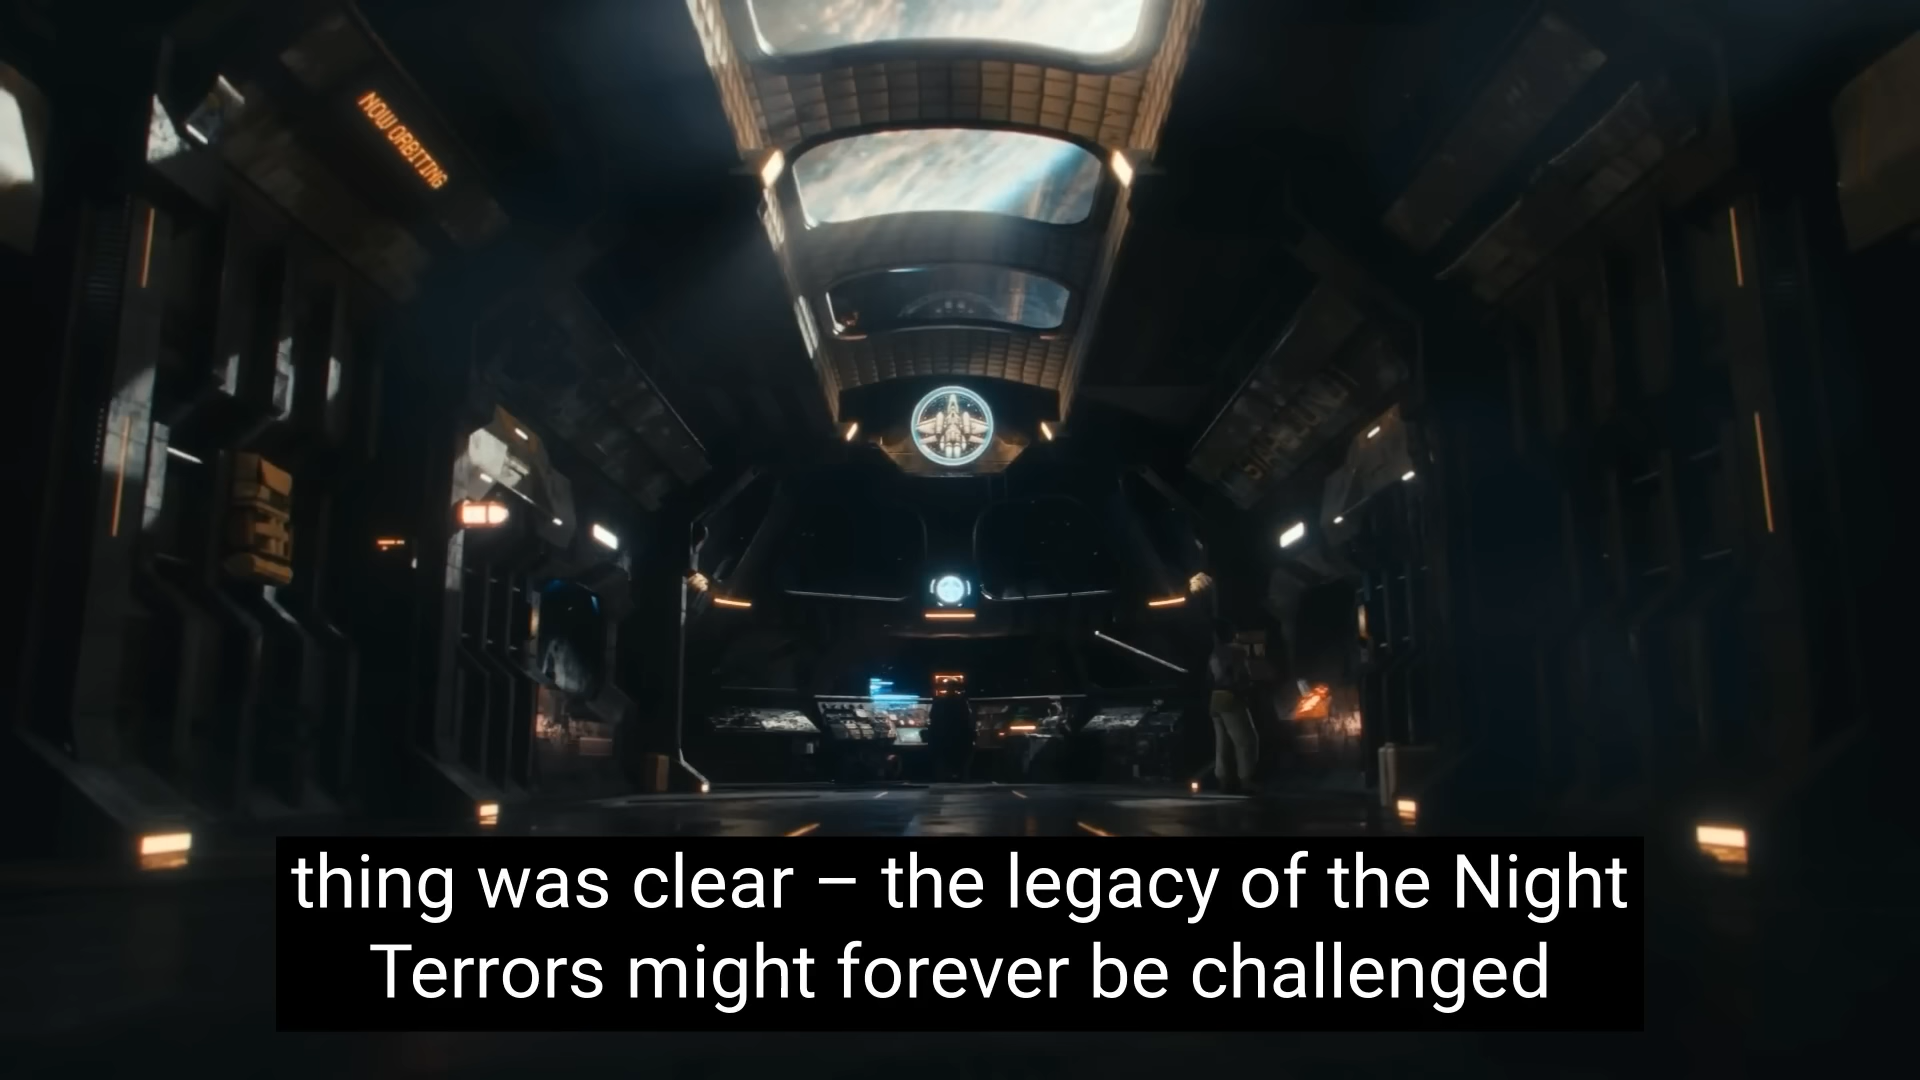 NOW ORBITING
thing was clear – the legacy of the Night
Terrors might forever be challenged